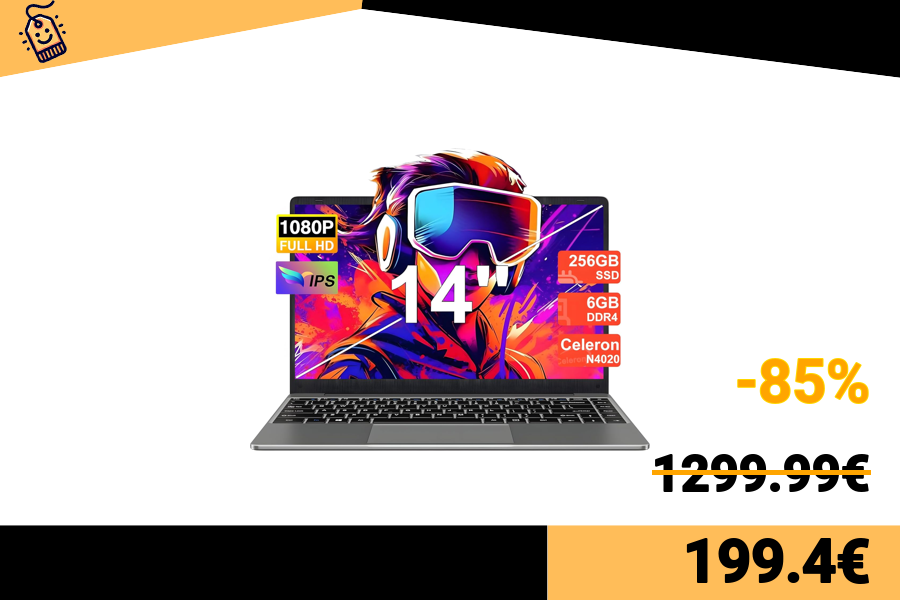 1080P
FULL HD
IPS
14"
256GB
SSD
6GB
DDR4
Celeron
N4020
-85%
1299.99€
199.4€